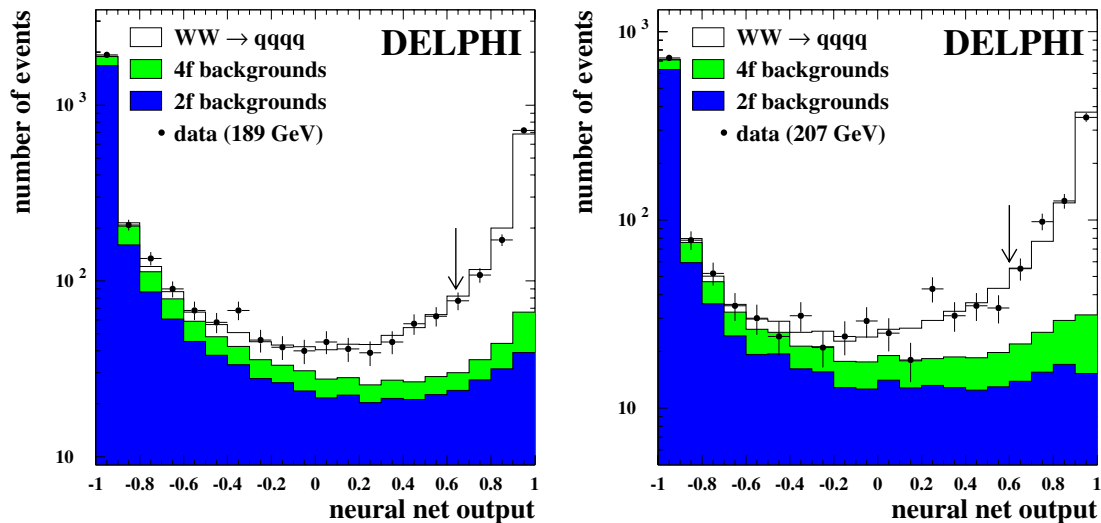 number of events
10 3
10 2
10
WW → qqqq
4f backgrounds
2f backgrounds
data (189 GeV)
DELPHI
-1 -0.8 -0.6 -0.4 -0.2 0 0.2 0.4 0.6 0.8 1
neural net output
number of events
10 3
10 2
10
WW → qqqq
4f backgrounds
2f backgrounds
data (207 GeV)
DELPHI
-1 -0.8 -0.6 -0.4 -0.2 0 0.2 0.4 0.6 0.8 1
neural net output